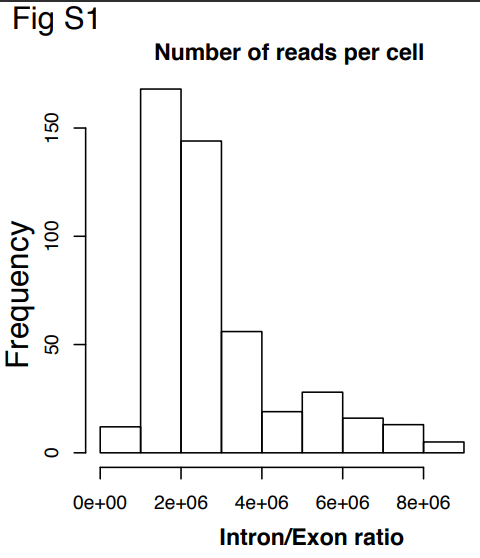 Fig S1
Number of reads per cell
Frequency
150
100
50
0
0e+00 2e+06 4e+06 6e+06 8e+06
Intron/Exon ratio